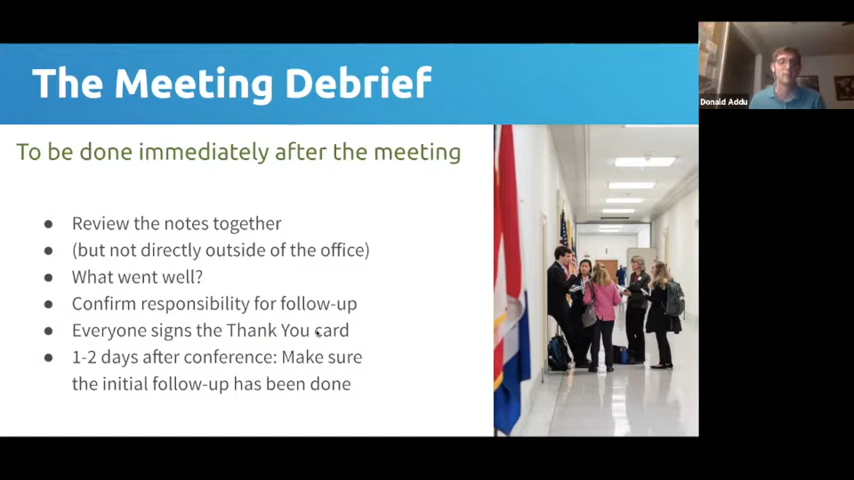 The Meeting Debrief
Donald Addu
To be done immediately after the meeting
● Review the notes together
● (but not directly outside of the office)
● What went well?
● Confirm responsibility for follow-up
● Everyone signs the Thank You card
● 1-2 days after conference: Make sure
the initial follow-up has been done